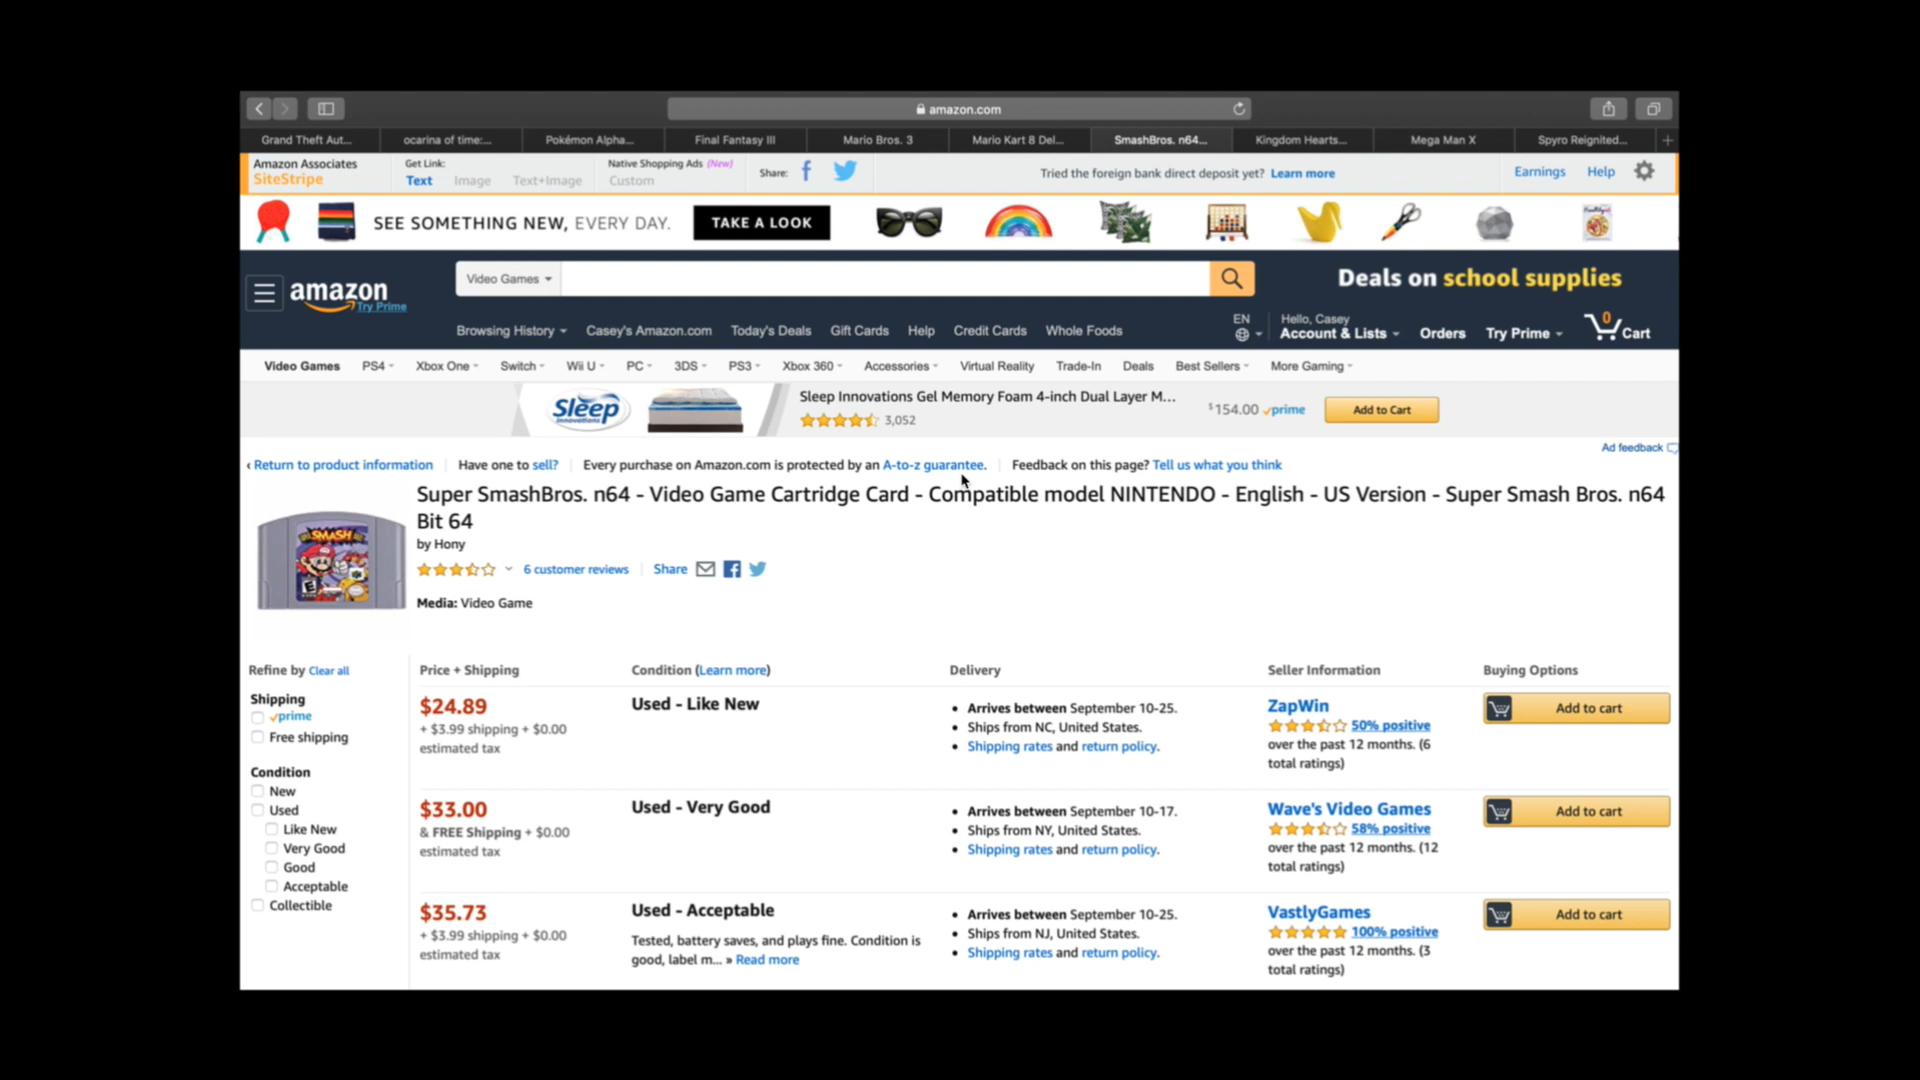 amazon.com
Grand Theft Aut...
ocarina of time:...
Pokémon Alpha...
Final Fantasy III
Mario Bros. 3
Mario Kart 8 Del...
SmashBros. n64...
Kingdom Hearts...
Mega Man X
Spyro Reignited...
Amazon Associates
SiteStripe
Get Link:
Text Image Text+Image
Native Shopping Ads (New)
Custom
Share:
Tried the foreign bank direct deposit yet? Learn more
Earnings Help
SEE SOMETHING NEW, EVERY DAY. TAKE A LOOK
amazon
Try Prime
Video Games
Deals on school supplies
Browsing History Casey's Amazon.com Today's Deals Gift Cards Help Credit Cards Whole Foods
EN
Hello, Casey
Account & Lists
Orders
Try Prime
0
Cart
Video Games PS4 Xbox One Switch Wii U PC 3DS PS3 Xbox 360 Accessories Virtual Reality Trade-In Deals Best Sellers More Gaming
Sleep
innovations
Sleep Innovations Gel Memory Foam 4-inch Dual Layer M...
3,052
$154.00 prime
Add to Cart
Ad feedback
‹ Return to product information
Have one to sell?
Every purchase on Amazon.com is protected by an A-to-z guarantee.
Feedback on this page? Tell us what you think
Super SmashBros. n64 - Video Game Cartridge Card - Compatible model NINTENDO - English - US Version - Super Smash Bros. n64
Bit 64
by Hony
6 customer reviews
Share
Media: Video Game
SMASH
E
Refine by Clear all
Shipping
prime
Free shipping
Condition
New
Used
Like New
Very Good
Good
Acceptable
Collectible
Price + Shipping
Condition (Learn more)
Delivery
Seller Information
Buying Options
$24.89
+ $3.99 shipping + $0.00
estimated tax
Used - Like New
Arrives between September 10-25.
Ships from NC, United States.
Shipping rates and return policy.
ZapWin
50% positive
over the past 12 months. (6
total ratings)
Add to cart
$33.00
& FREE Shipping + $0.00
estimated tax
Used - Very Good
Arrives between September 10-17.
Ships from NY, United States.
Shipping rates and return policy.
Wave's Video Games
58% positive
over the past 12 months. (12
total ratings)
Add to cart
$35.73
+ $3.99 shipping + $0.00
estimated tax
Used - Acceptable
Tested, battery saves, and plays fine. Condition is
good, label m... » Read more
Arrives between September 10-25.
Ships from NJ, United States.
Shipping rates and return policy.
VastlyGames
100% positive
over the past 12 months. (3
total ratings)
Add to cart